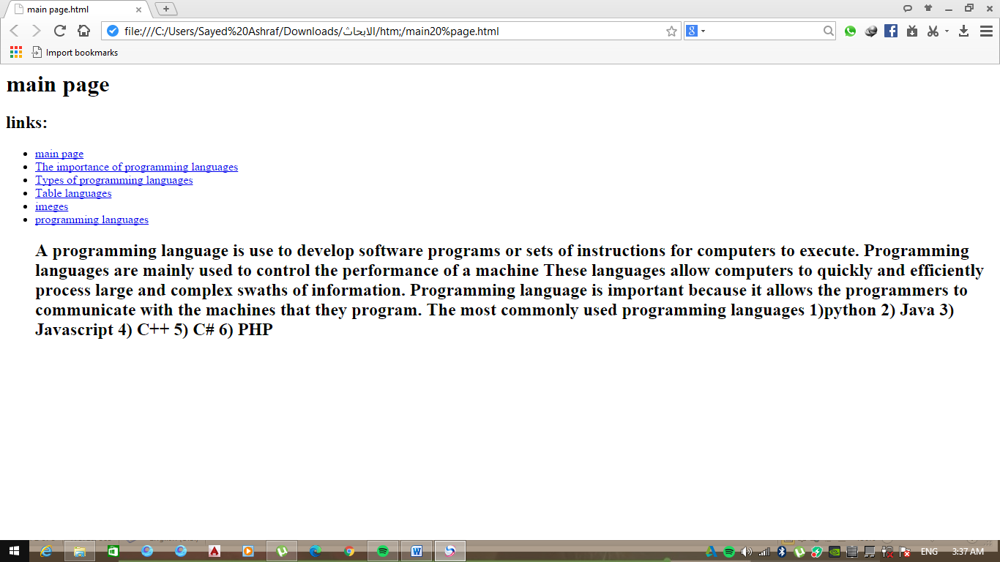 main page.html
file:///C:/Users/Sayed%20Ashraf/Downloads/الابحاث/htm;/main20%page.html
8
Import bookmarks
main page
links:
main page
The importance of programming languages
Types of programming languages
Table languages
imeges
programming languages
A programming language is use to develop software programs or sets of instructions for computers to execute. Programming
languages are mainly used to control the performance of a machine These languages allow computers to quickly and efficiently
process large and complex swaths of information. Programming language is important because it allows the programmers to
communicate with the machines that they program. The most commonly used programming languages 1)python 2) Java 3)
Javascript 4) C++ 5) C# 6) PHP
ENG
3:37 AM